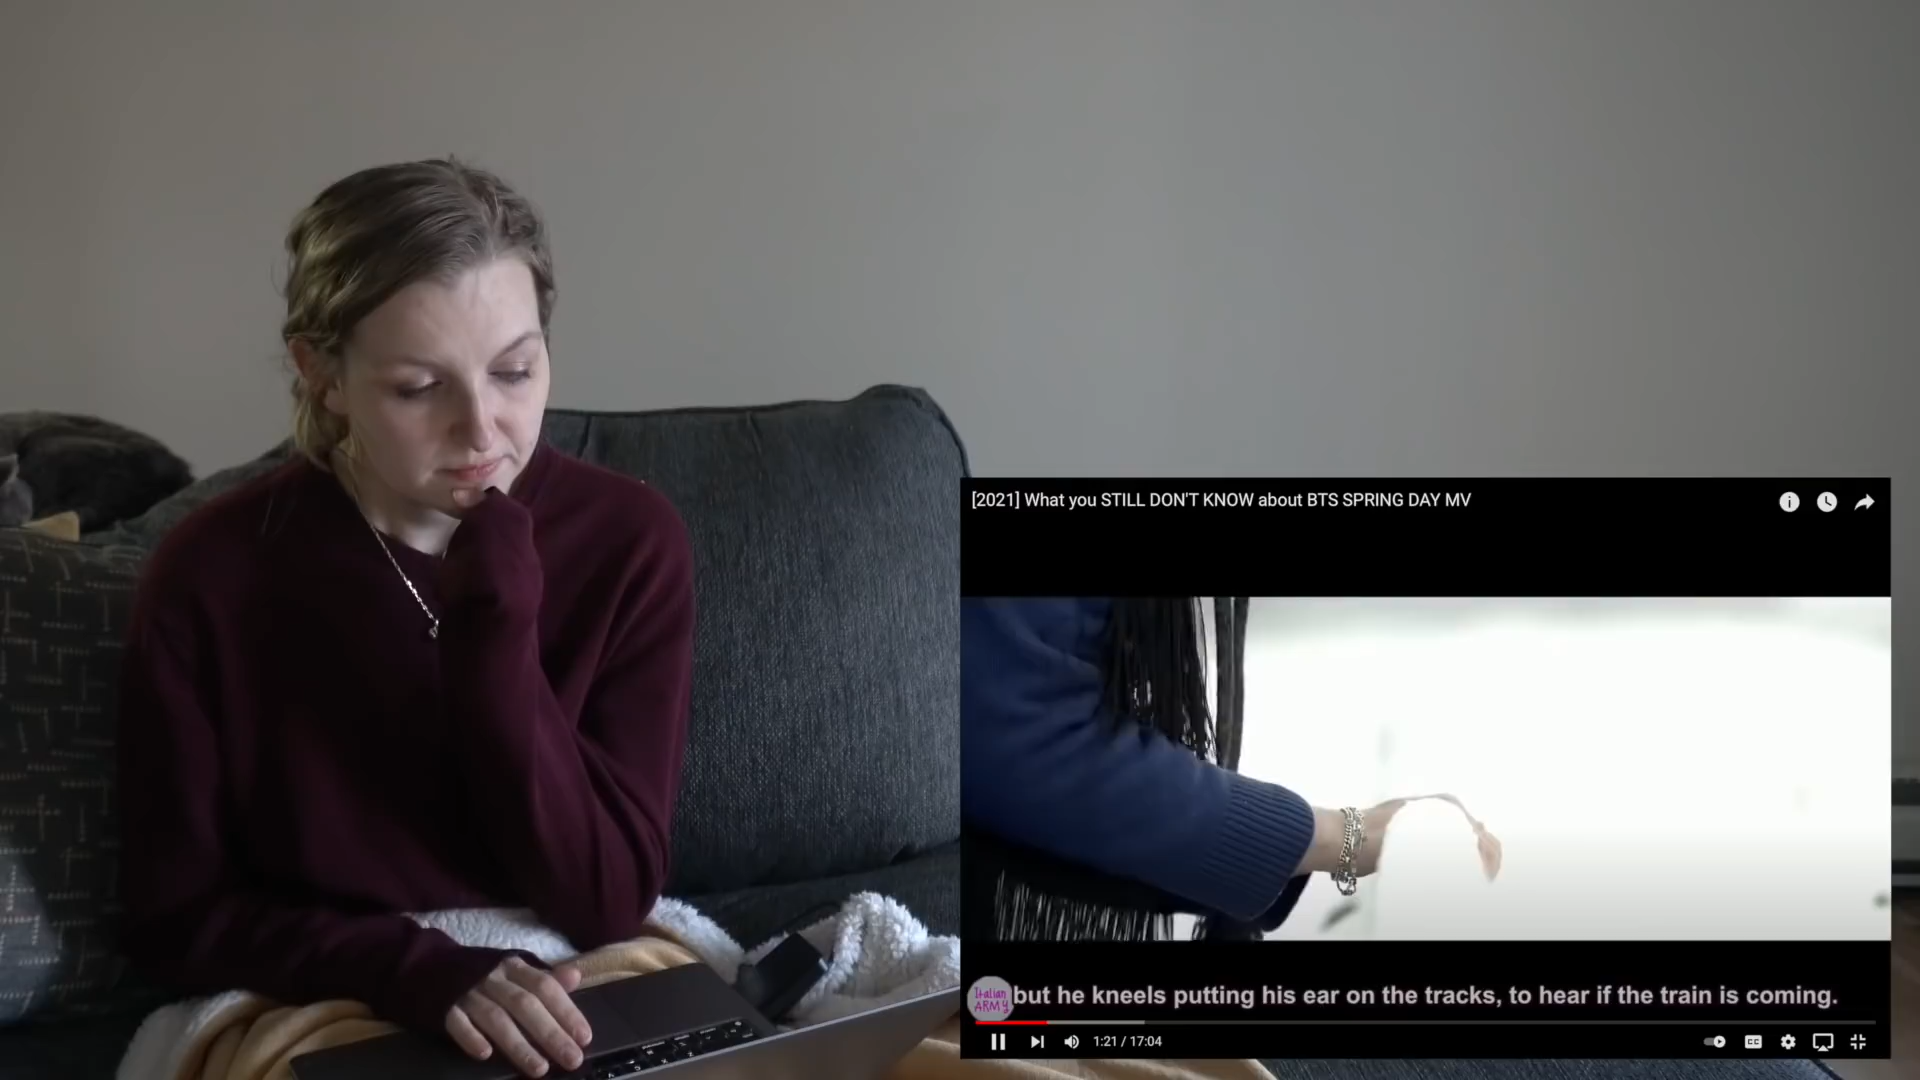 [2021] What you STILL DON'T KNOW about BTS SPRING DAY MV
Italian
ARMY
but he kneels putting his ear on the tracks, to hear if the train is coming.
1:21 / 17:04
CC